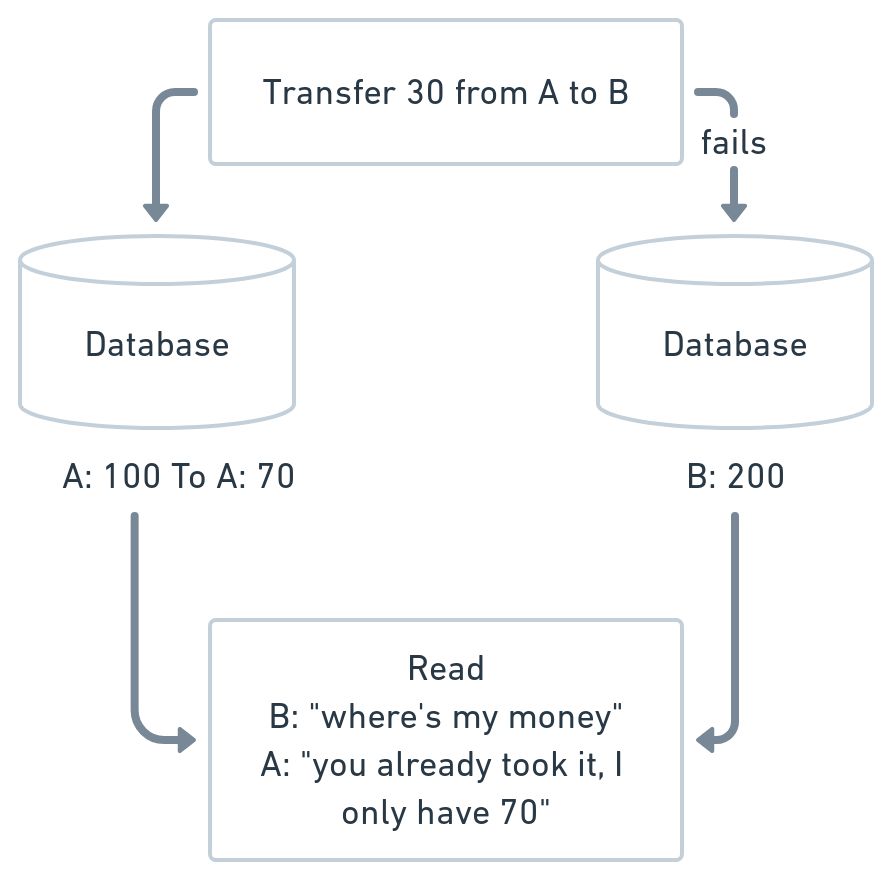 Transfer 30 from A to B
fails
Database
Database
A: 100 To A: 70
B: 200
Read
B: "where's my money"
A: "you already took it, I
only have 70"